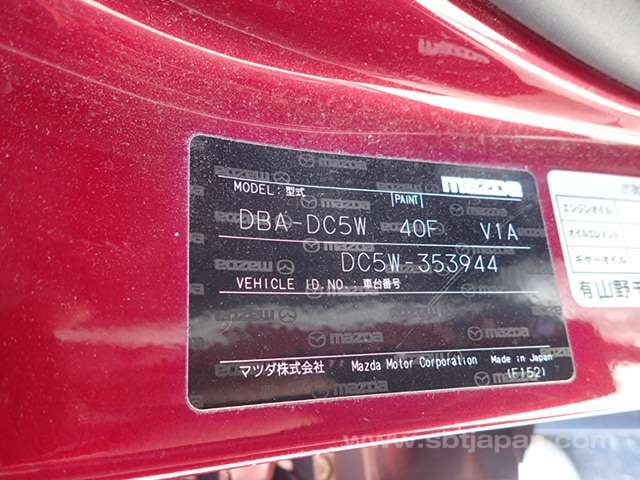 mazda
MODEL:型式
PAINT
DBA-DC5W 40F V1A
DC5W-353944
VEHICLE ID.NO.:車台番号
マツダ株式会社 Mazda Motor Corporation Made in Japan
(F152)
エンジンオイル
オイルエレメント
ギヤーオイル
有山野
www.sbtjapan.com